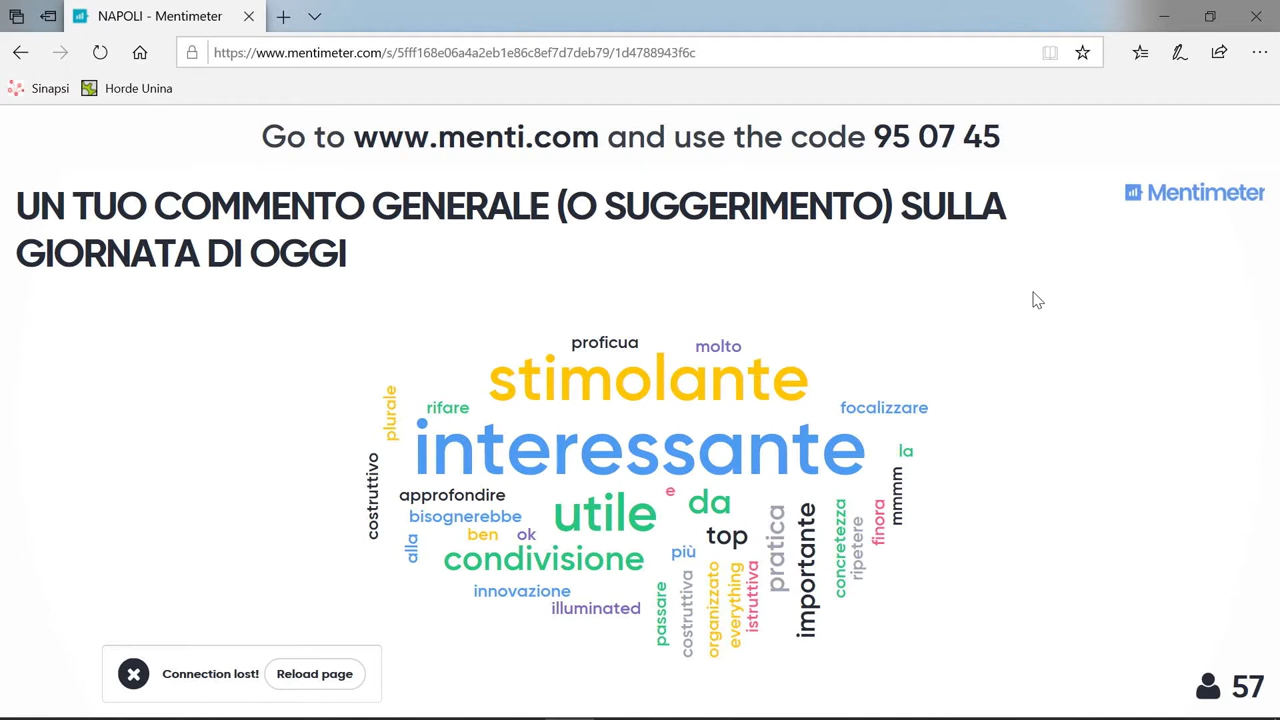 NAPOLI - Mentimeter
https://www.mentimeter.com/s/5fff168e06a4a2eb1e86c8ef7d7deb79/1d4788943f6c
Sinapsi
Horde Unina
Go to www.menti.com and use the code 95 07 45
UN TUO COMMENTO GENERALE (O SUGGERIMENTO) SULLA
GIORNATA DI OGGI
Mentimeter
proficua
molto
stimolante
plurale
rifare
focalizzare
interessante
la
costruttivo
mmmm
approfondire
utile
e
da
bisognerebbe
ben
ok
top
pratica
importante
concretezza
ripetere
finora
alla
condivisione
più
innovazione
illuminated
passare
costruttiva
organizzato
everything
istruttiva
Connection lost!
Reload page
57